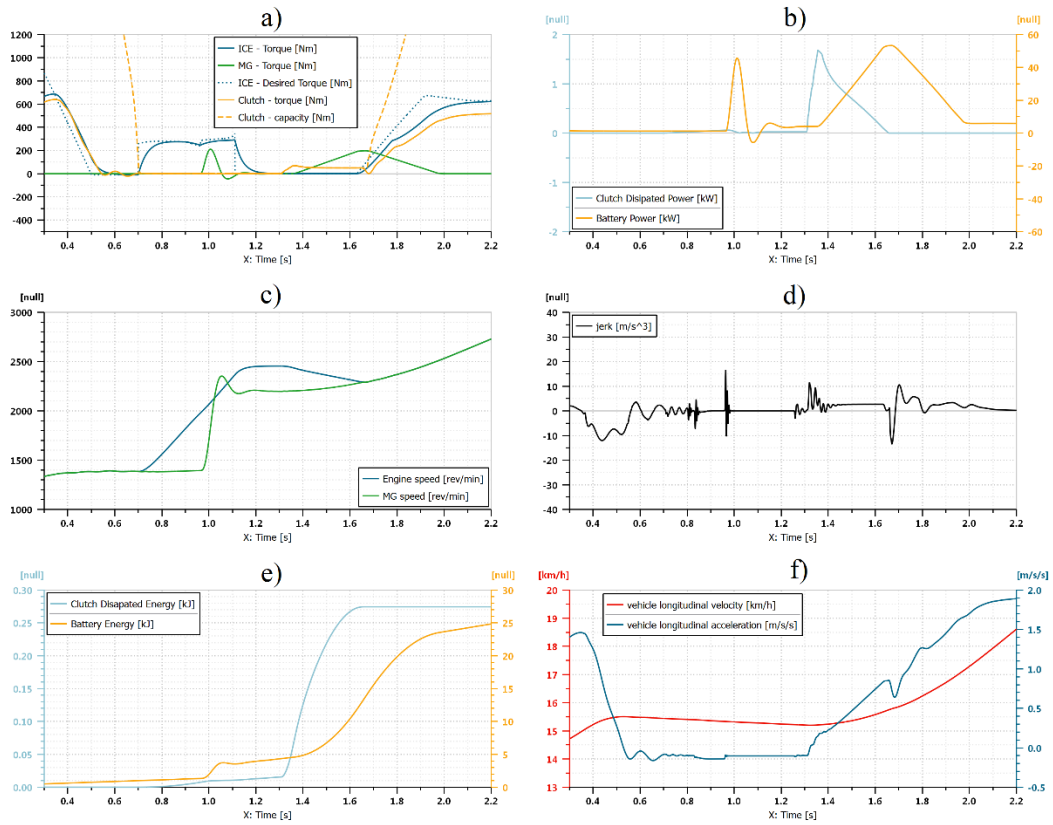 a)
1200
1000
800
600
400
200
0
-200
-400
ICE - Torque [Nm]
MG - Torque [Nm]
ICE - Desired Torque [Nm]
Clutch - torque [Nm]
Clutch - capacity [Nm]
0.4 0.6 0.8 1.0 1.2 1.4 1.6 1.8 2.0 2.2
X: Time [s]
b)
[null] [null]
2
1
0
-1
-2
60
40
20
0
-20
-40
-60
Clutch Disipated Power [kW]
Battery Power [kW]
0.4 0.6 0.8 1.0 1.2 1.4 1.6 1.8 2.0 2.2
X: Time [s]
c)
[null]
3000
2500
2000
1500
1000
Engine speed [rev/min]
MG speed [rev/min]
0.4 0.6 0.8 1.0 1.2 1.4 1.6 1.8 2.0 2.2
X: Time [s]
d)
[null]
40
30
20
10
0
-10
-20
-30
-40
jerk [m/s^3]
0.4 0.6 0.8 1.0 1.2 1.4 1.6 1.8 2.0 2.2
X: Time [s]
e)
[null] [null]
0.30
0.25
0.20
0.15
0.10
0.05
0.00
30
25
20
15
10
5
0
Clutch Disapated Energy [kJ]
Battery Energy [kJ]
0.4 0.6 0.8 1.0 1.2 1.4 1.6 1.8 2.0 2.2
X: Time [s]
f)
[km/h] [m/s/s]
20
19
18
17
16
15
14
13
2.0
1.5
1.0
0.5
0.0
-0.5
vehicle longitudinal velocity [km/h]
vehicle longitudinal acceleration [m/s/s]
0.4 0.6 0.8 1.0 1.2 1.4 1.6 1.8 2.0 2.2
X: Time [s]